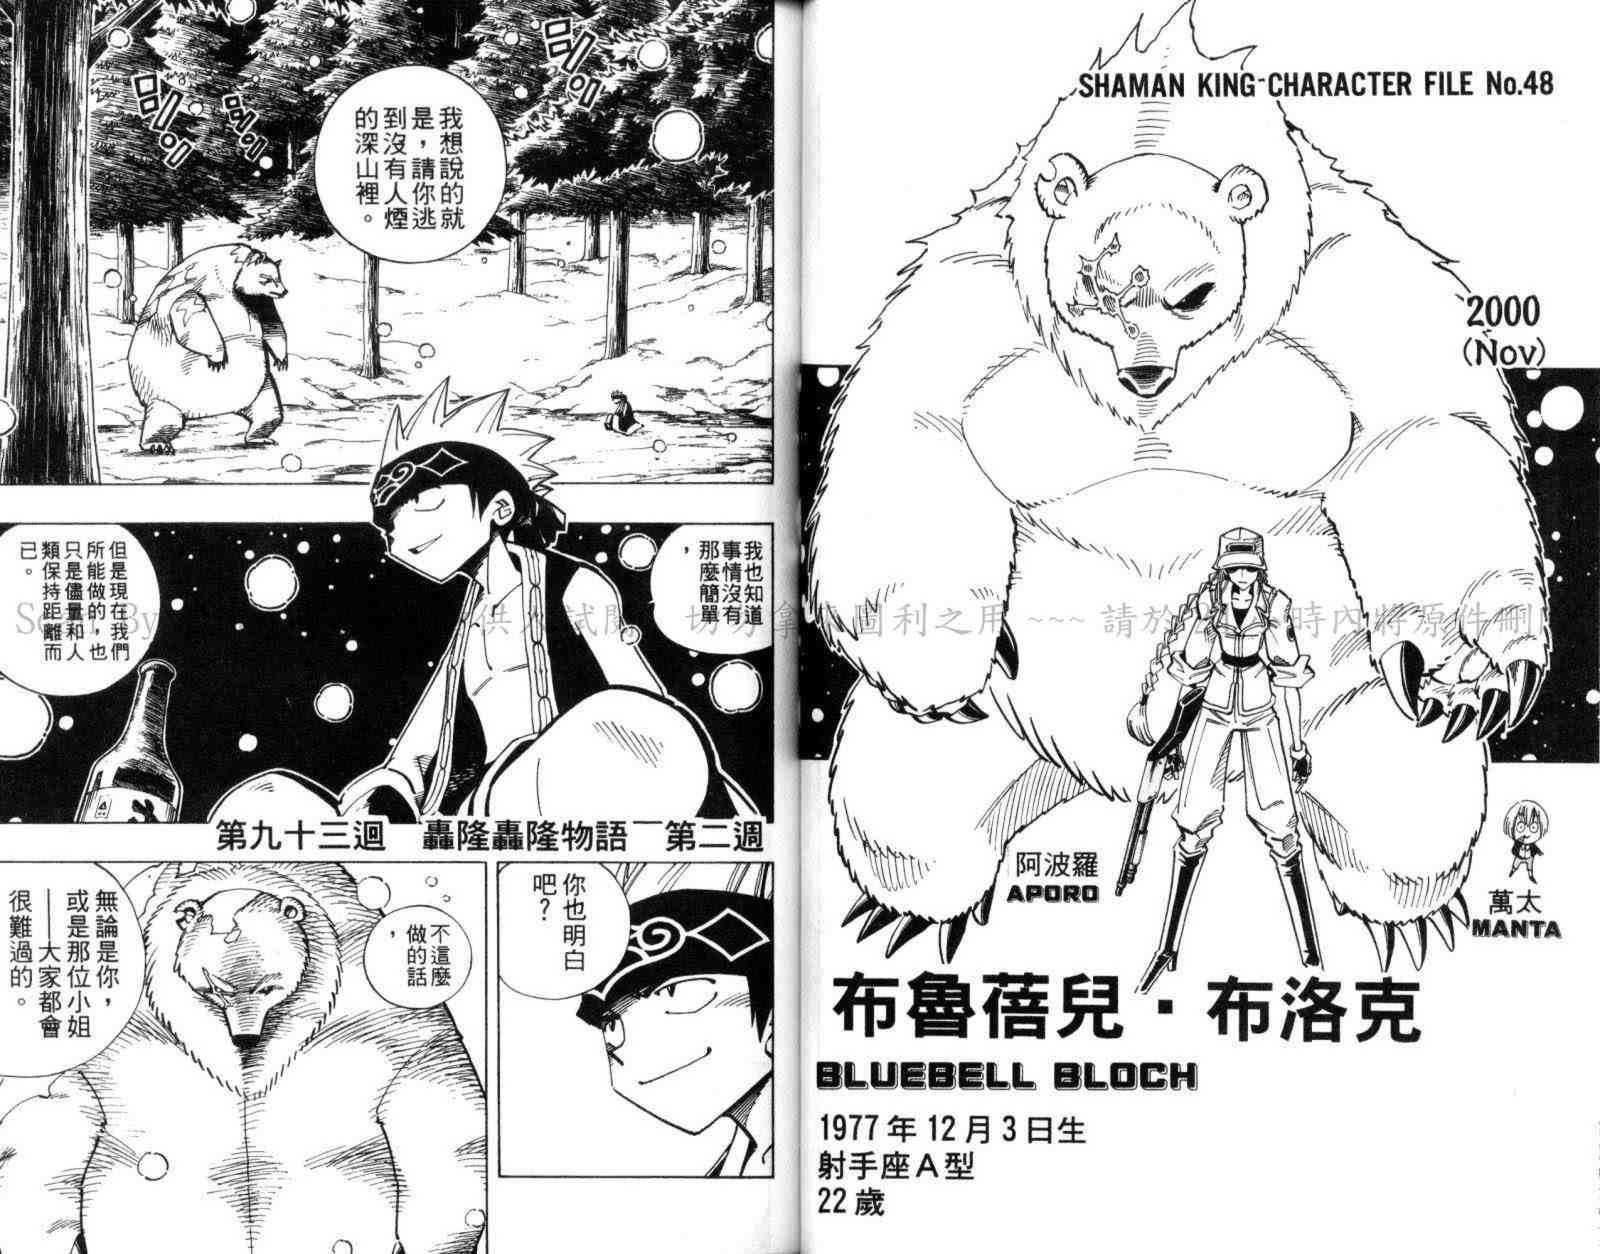 SHAMAN KING-CHARACTER FILE No.48
2000
(Nov)
阿波羅
APORO
萬太
MANTA
布魯蓓兒・布洛克
BLUEBELL BLOCH
1977年12月3日生
射手座A型
22歲
我想說的就
是，請你逃
到沒有人煙
的深山裡。
我也知道
事情沒有
那麼簡單
，
但是現在我們
所能做的，也
只是儘量和人
類保持距離而
已。
第九十三迴 轟隆轟隆物語——第二週
你也明白
吧？
不這麼
做的話
，
無論是你，
或是那位小姐
——大家都會
很難過的。